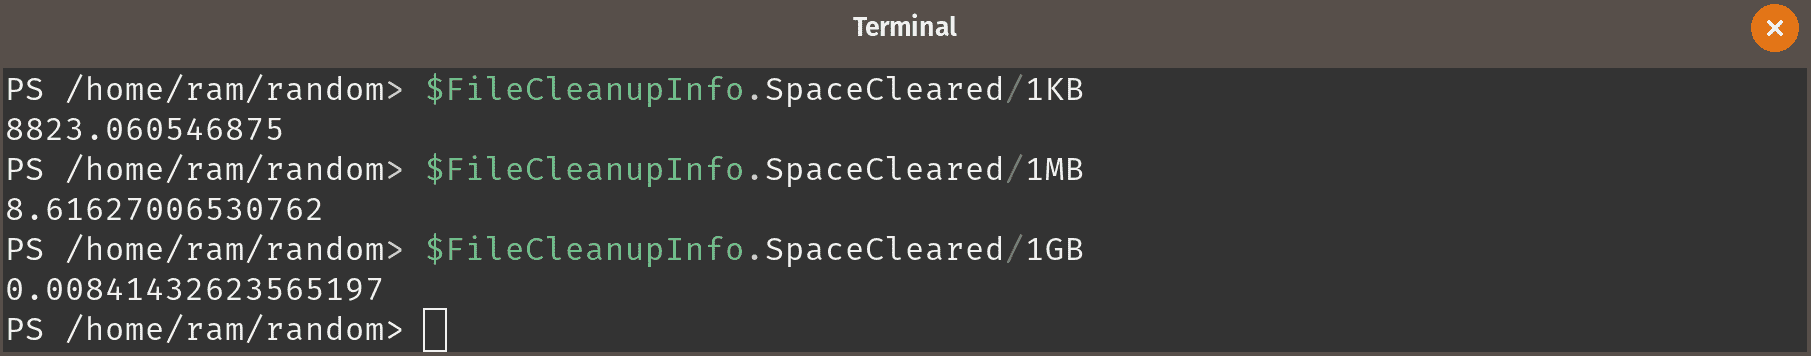 Terminal
PS /home/ram/random> $FileCleanupInfo.SpaceCleared/1KB
8823.060546875
PS /home/ram/random> $FileCleanupInfo.SpaceCleared/1MB
8.61627006530762
PS /home/ram/random> $FileCleanupInfo.SpaceCleared/1GB
0.00841432623565197
PS /home/ram/random>